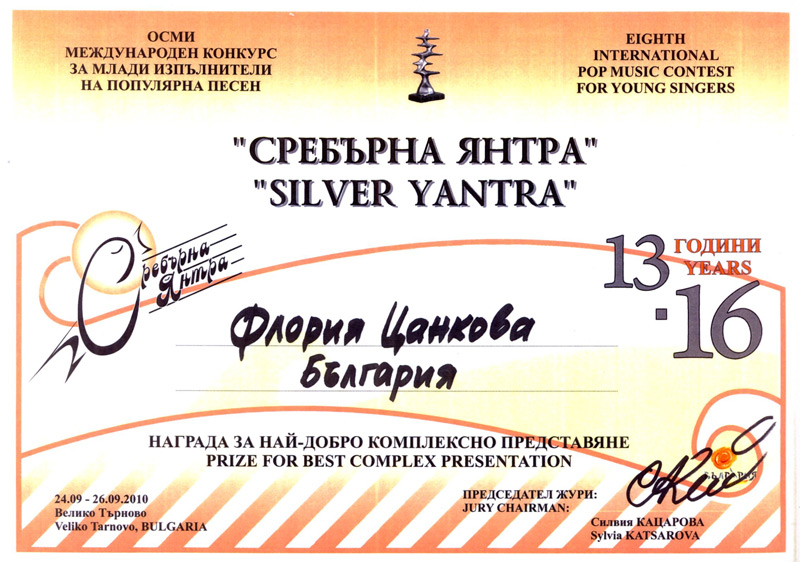 ОСМИ
МЕЖДУНАРОДЕН КОНКУРС
ЗА МЛАДИ ИЗПЪЛНИТЕЛИ
НА ПОПУЛЯРНА ПЕСЕН
EIGHTH
INTERNATIONAL
POP MUSIC CONTEST
FOR YOUNG SINGERS
"СРЕБЪРНА ЯНТРА"
"SILVER YANTRA"
Сребърна
Янтра
13 ГОДИНИ
YEARS
-16
Флория Цанкова
България
НАГРАДА ЗА НАЙ-ДОБРО КОМПЛЕКСНО ПРЕДСТАВЯНЕ
PRIZE FOR BEST COMPLEX PRESENTATION
24.09 - 26.09.2010
Велико Търново
Veliko Tarnovo, BULGARIA
ПРЕДСЕДАТЕЛ ЖУРИ:
JURY CHAIRMAN:
Силвия КАЦАРОВА
Sylvia KATSAROVA